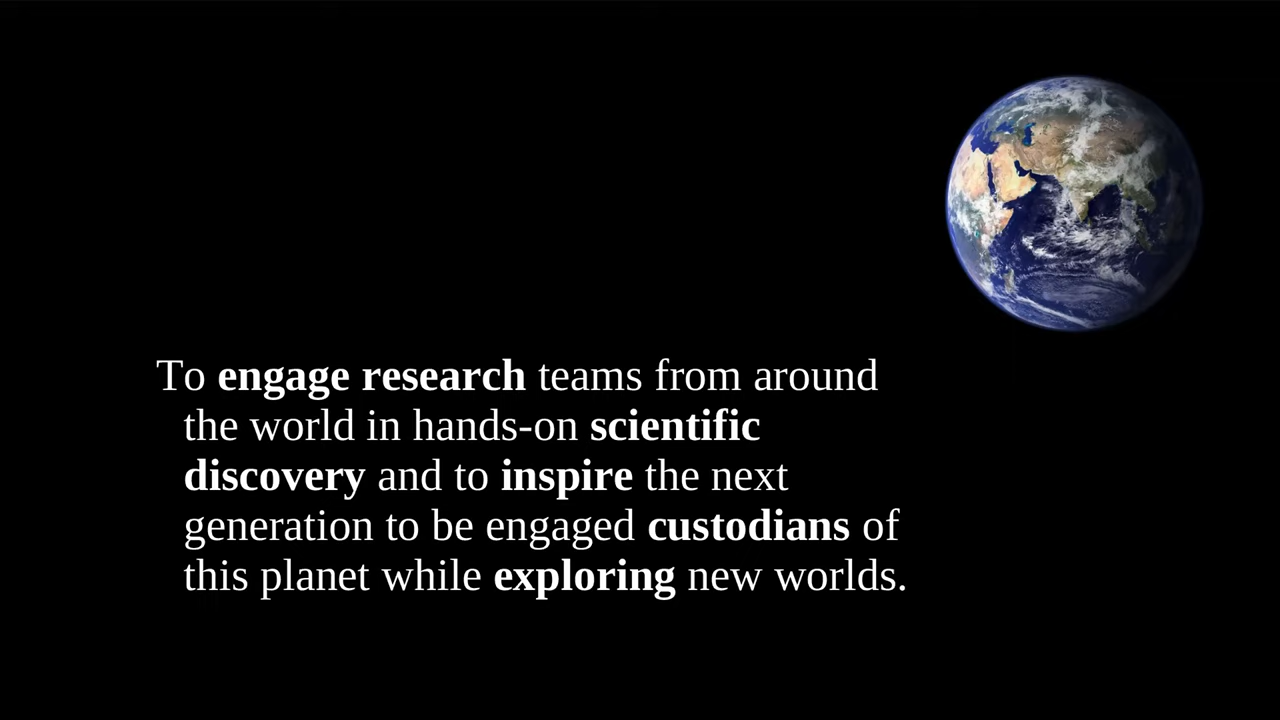 To engage research teams from around
the world in hands-on scientific
discovery and to inspire the next
generation to be engaged custodians of
this planet while exploring new worlds.